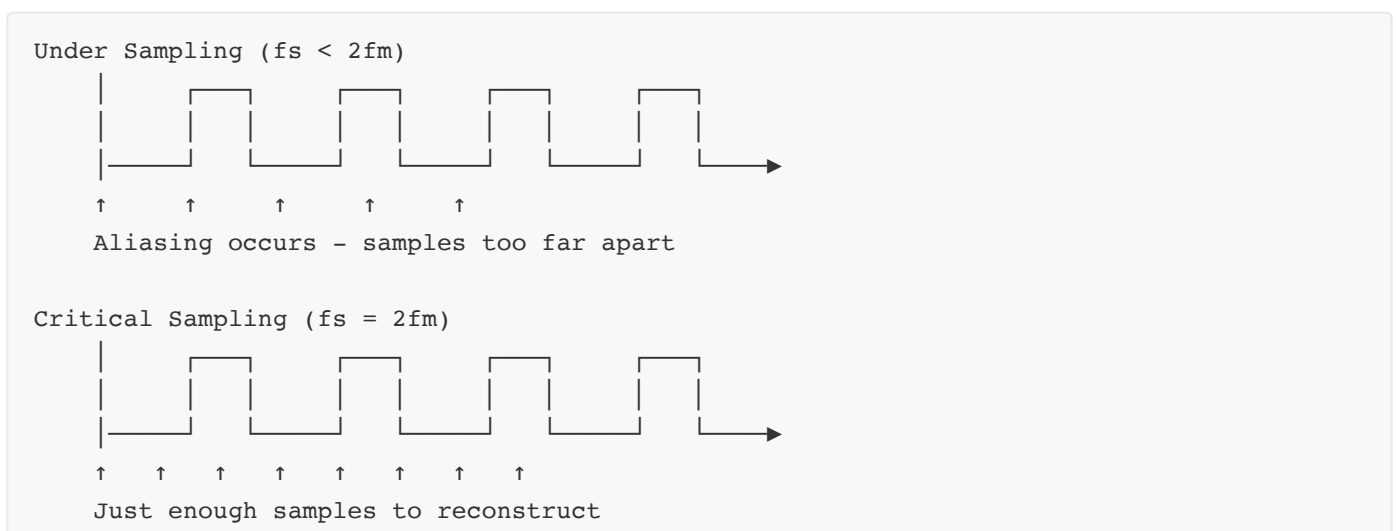 Under Sampling (fs < 2fm)
↑ ↑ ↑ ↑ ↑
Aliasing occurs – samples too far apart
Critical Sampling (fs = 2fm)
↑ ↑ ↑ ↑ ↑ ↑ ↑ ↑
Just enough samples to reconstruct